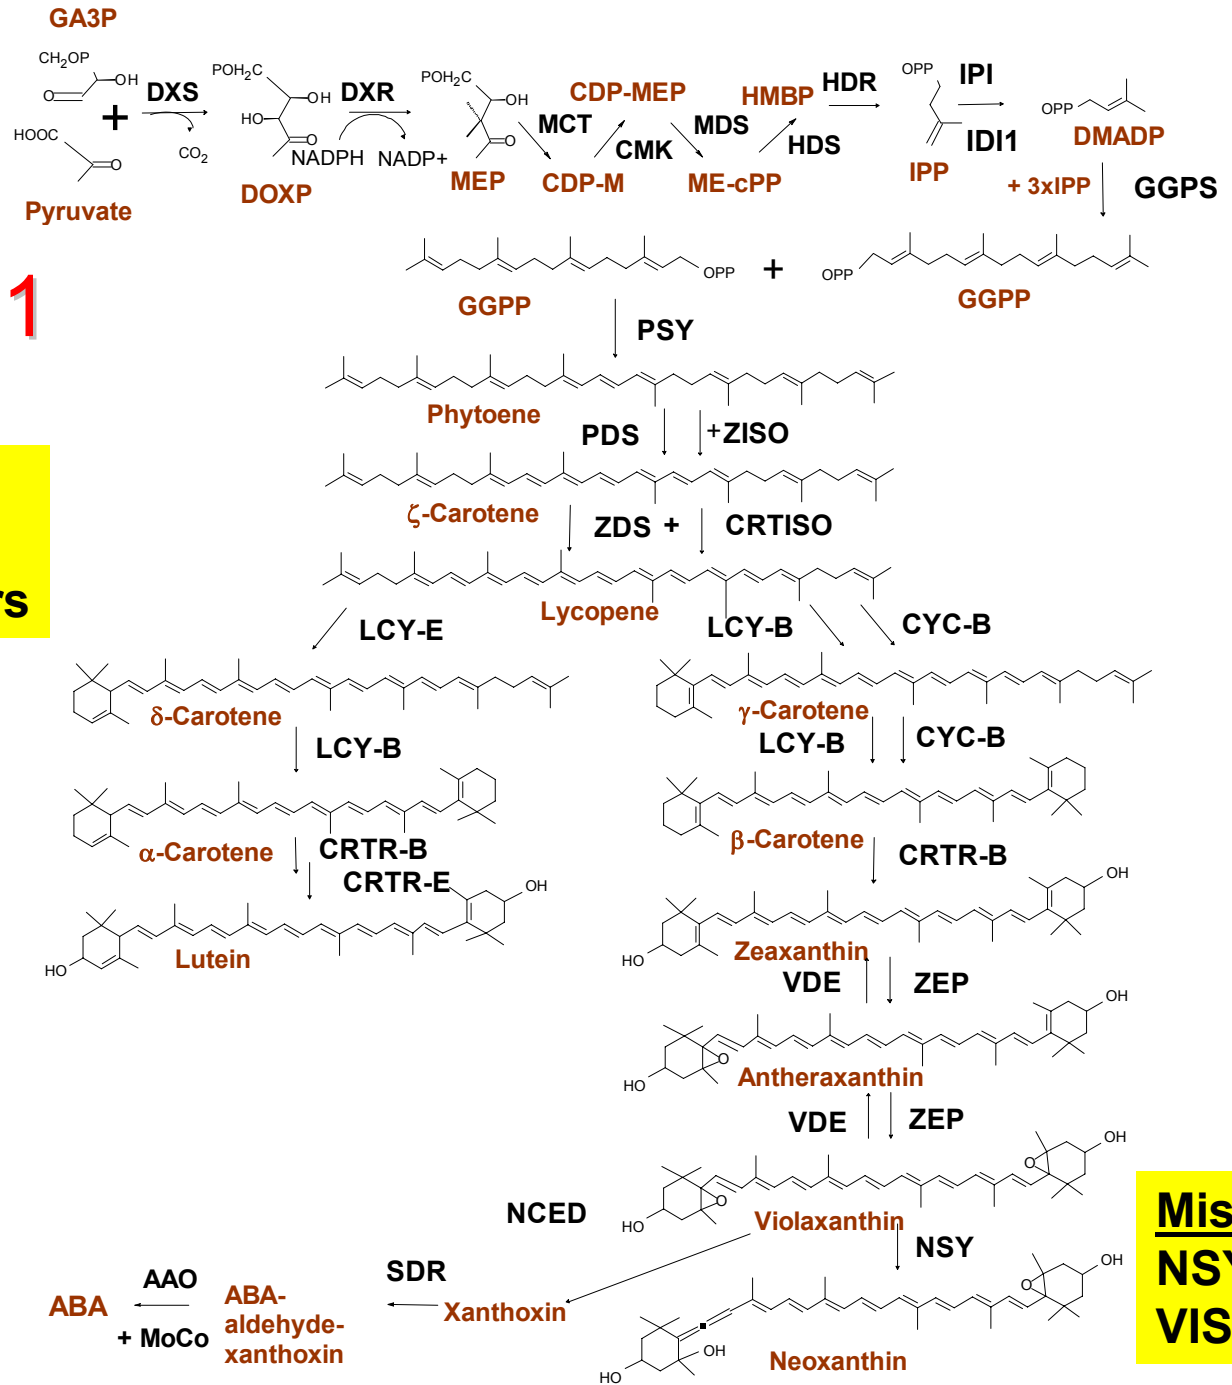 GA3P
CH2OP
OH
O
+
HOOC
O
Pyruvate
DXS
CO2
POH2C
OH
OH
O
DOXP
DXR
NADPH NADP+
POH2C
OH
O
MEP
MCT
CDP-M
CDP-MEP
CMK
MDS
ME-cPP
HMBP
HDS
HDR
OPP
IPP
IPI
IDI1
OPP
DMADP
+ 3xIPP
GGPS
1
OPP
GGPP
+
OPP
GGPP
PSY
Phytoene
PDS +ZISO
ζ-Carotene
ZDS + CRTISO
rs
Lycopene
LCY-E LCY-B CYC-B
δ-Carotene
γ-Carotene
LCY-B
LCY-B CYC-B
α-Carotene
β-Carotene
CRTR-B
CRTR-E
CRTR-B
OH
HO
Lutein
OH
HO
Zeaxanthin
VDE ZEP
OH
O
HO
Antheraxanthin
VDE ZEP
OH
O
O
HO
Violaxanthin
NCED
NSY
Mis
NSY
VIS
SDR
AAO
+ MoCo
ABA
ABA-
aldehyde-
xanthoxin
Xanthoxin
OH
O
OH
HO
Neoxanthin